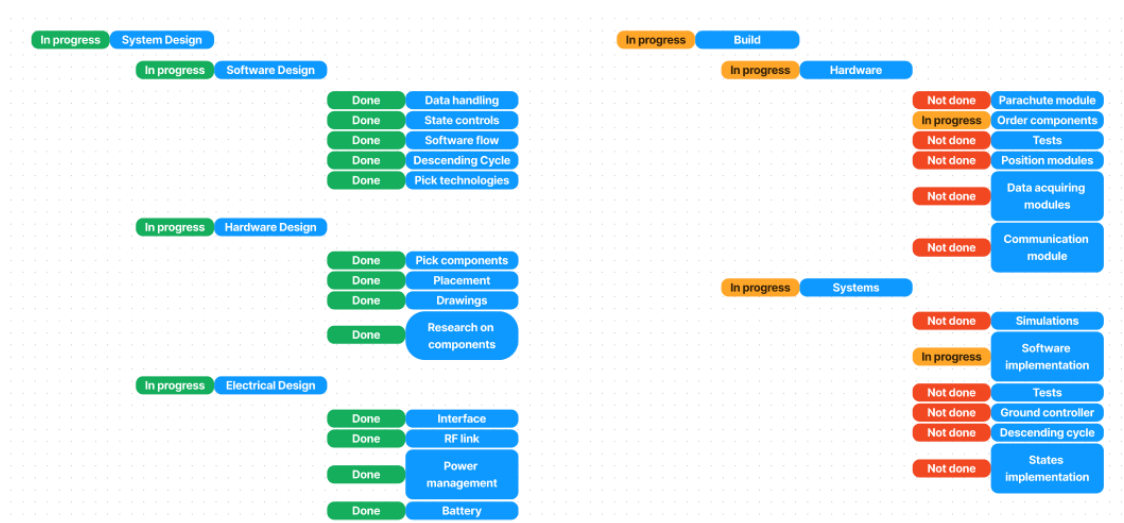 In progress System Design
In progress Software Design
Done Data handling
Done State controls
Done Software flow
Done Descending Cycle
Done Pick technologies
In progress Hardware Design
Done Pick components
Done Placement
Done Drawings
Done Research on
components
In progress Electrical Design
Done Interface
Done RF link
Done Power
management
Done Battery
In progress Build
In progress Hardware
Not done Parachute module
In progress Order components
Not done Tests
Not done Position modules
Not done Data acquiring
modules
Not done Communication
module
In progress Systems
Not done Simulations
In progress Software
implementation
Not done Tests
Not done Ground controller
Not done Descending cycle
Not done States
implementation